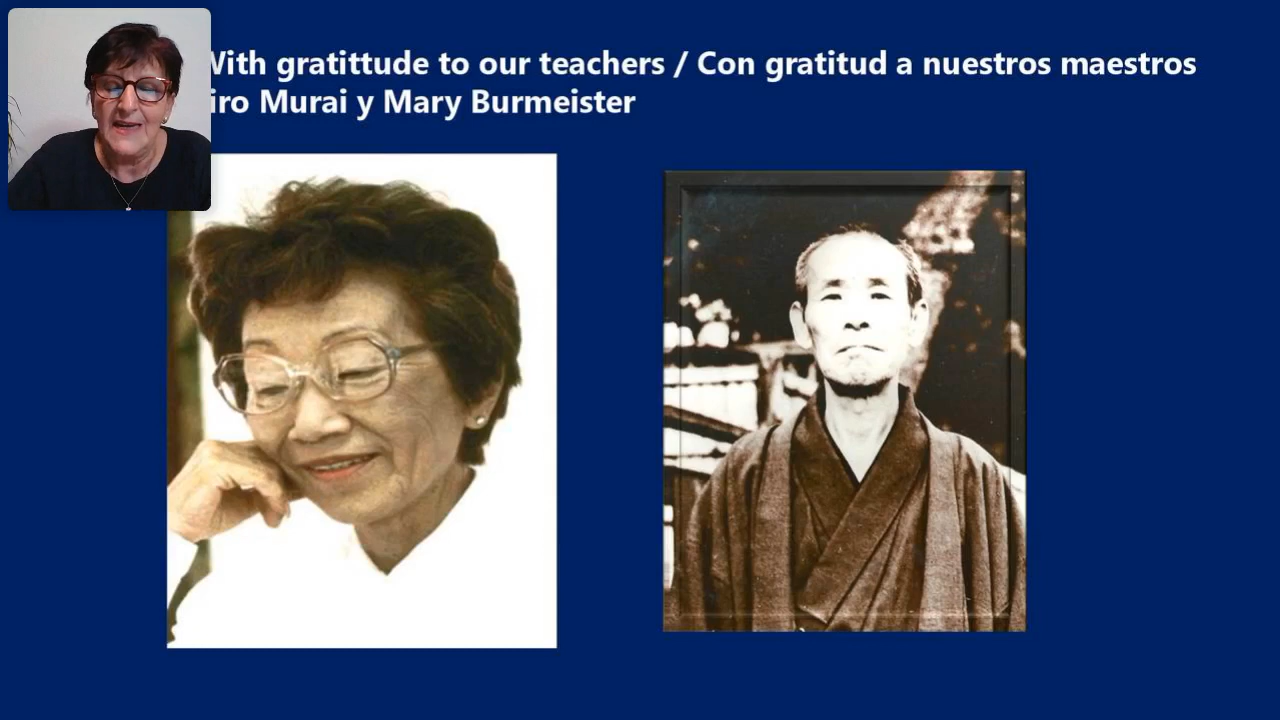 With gratittude to our teachers / Con gratitud a nuestros maestros
iro Murai y Mary Burmeister